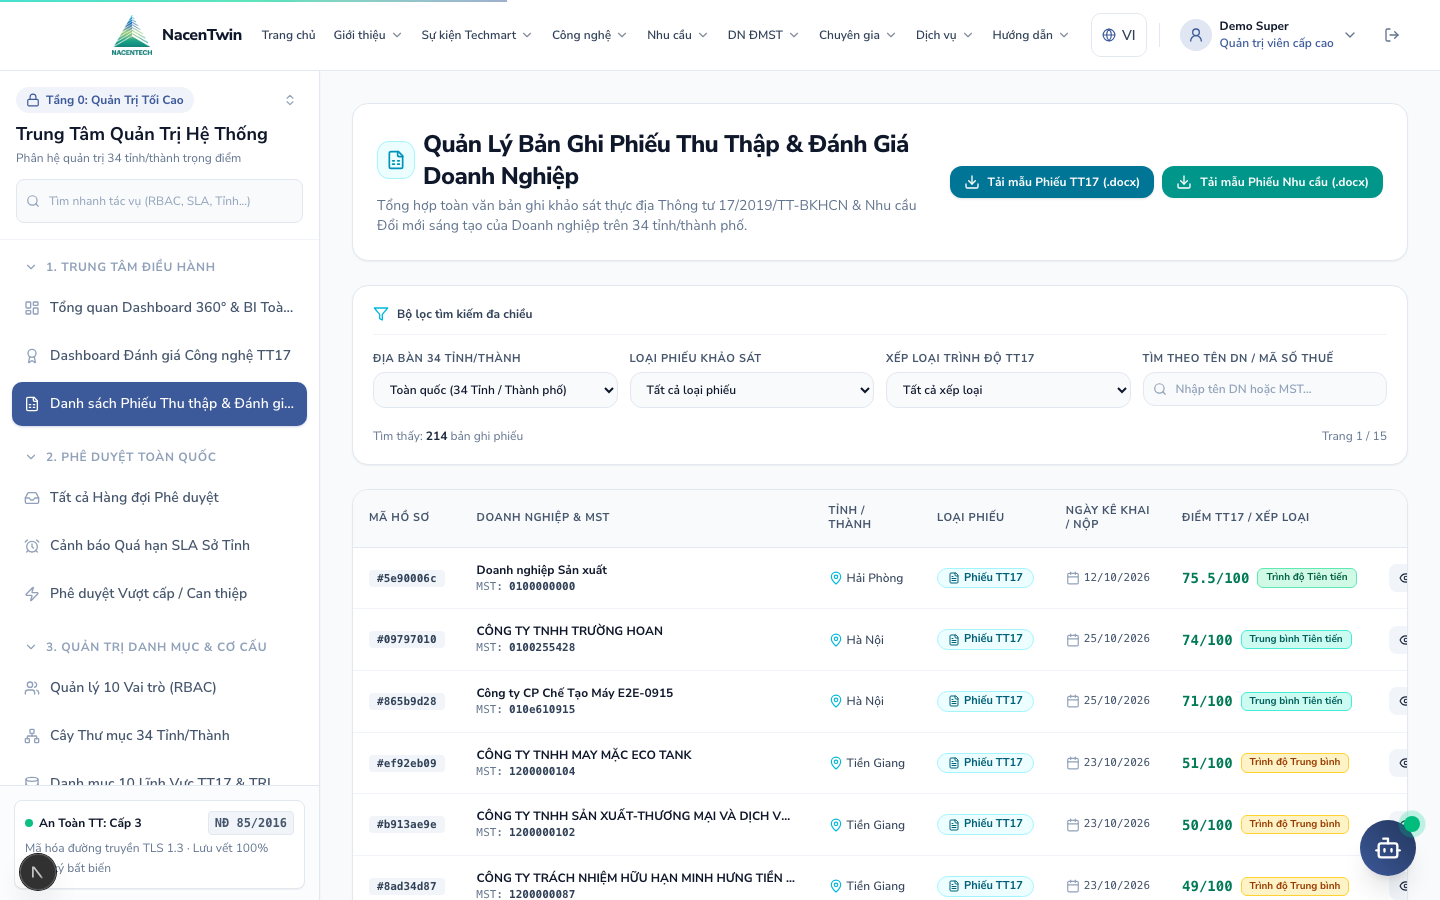 NACENTECH
NacenTwin
Trang chủ
Giới thiệu
Sự kiện Techmart
Công nghệ
Nhu cầu
DN ĐMST
Chuyên gia
Dịch vụ
Hướng dẫn
VI
Demo Super
Quản trị viên cấp cao
Tầng 0: Quản Trị Tối Cao
Trung Tâm Quản Trị Hệ Thống
Phân hệ quản trị 34 tỉnh/thành trọng điểm
Tìm nhanh tác vụ (RBAC, SLA, Tỉnh...)
1. TRUNG TÂM ĐIỀU HÀNH
Tổng quan Dashboard 360° & BI Toà...
Dashboard Đánh giá Công nghệ TT17
Danh sách Phiếu Thu thập & Đánh gi...
2. PHÊ DUYỆT TOÀN QUỐC
Tất cả Hàng đợi Phê duyệt
Cảnh báo Quá hạn SLA Sở Tỉnh
Phê duyệt Vượt cấp / Can thiệp
3. QUẢN TRỊ DANH MỤC & CƠ CẤU
Quản lý 10 Vai trò (RBAC)
Cây Thư mục 34 Tỉnh/Thành
Danh mục 10 Lĩnh Vực TT17 & TRL
An Toàn TT: Cấp 3
NĐ 85/2016
Mã hóa đường truyền TLS 1.3 · Lưu vết 100%
ý bất biến
Quản Lý Bản Ghi Phiếu Thu Thập & Đánh Giá
Doanh Nghiệp
Tổng hợp toàn văn bản ghi khảo sát thực địa Thông tư 17/2019/TT-BKHCN & Nhu cầu
Đổi mới sáng tạo của Doanh nghiệp trên 34 tỉnh/thành phố.
Tải mẫu Phiếu TT17 (.docx)
Tải mẫu Phiếu Nhu cầu (.docx)
Bộ lọc tìm kiếm đa chiều
ĐỊA BÀN 34 TỈNH/THÀNH
LOẠI PHIẾU KHẢO SÁT
XẾP LOẠI TRÌNH ĐỘ TT17
TÌM THEO TÊN DN / MÃ SỐ THUẾ
Toàn quốc (34 Tỉnh / Thành phố)
Tất cả loại phiếu
Tất cả xếp loại
Nhập tên DN hoặc MST...
Tìm thấy: 214 bản ghi phiếu
Trang 1 / 15
MÃ HỒ SƠ
DOANH NGHIỆP & MST
TỈNH / THÀNH
LOẠI PHIẾU
NGÀY KÊ KHAI / NỘP
ĐIỂM TT17 / XẾP LOẠI
#5e90006c
Doanh nghiệp Sản xuất
MST: 0100000000
Hải Phòng
Phiếu TT17
12/10/2026
75.5/100
Trình độ Tiên tiến
#09797010
CÔNG TY TNHH TRƯỜNG HOAN
MST: 0100255428
Hà Nội
Phiếu TT17
25/10/2026
74/100
Trung bình Tiên tiến
#865b9d28
Công ty CP Chế Tạo Máy E2E-0915
MST: 010e610915
Hà Nội
Phiếu TT17
25/10/2026
71/100
Trung bình Tiên tiến
#ef92eb09
CÔNG TY TNHH MAY MẶC ECO TANK
MST: 1200000104
Tiền Giang
Phiếu TT17
23/10/2026
51/100
Trình độ Trung bình
#b913ae9e
CÔNG TY TNHH SẢN XUẤT-THƯƠNG MẠI VÀ DỊCH V...
MST: 1200000102
Tiền Giang
Phiếu TT17
23/10/2026
50/100
Trình độ Trung bình
#8ad34d87
CÔNG TY TRÁCH NHIỆM HỮU HẠN MINH HƯNG TIỀN ...
MST: 1200000087
Tiền Giang
Phiếu TT17
23/10/2026
49/100
Trình độ Trung bình